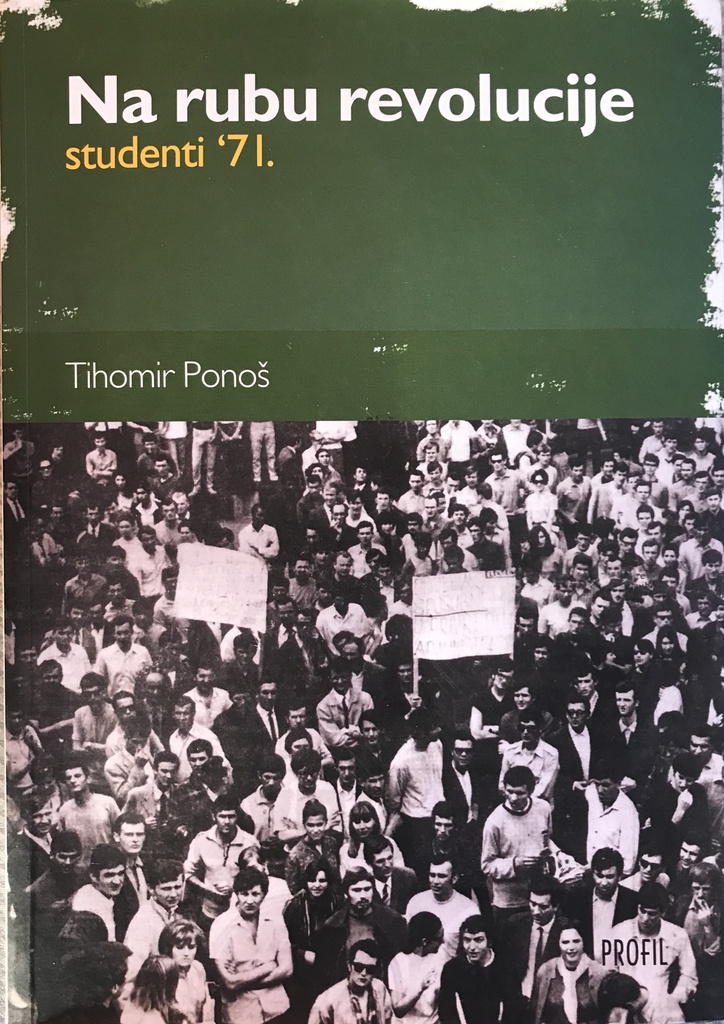 Na rubu revolucije
studenti ‘71.
Tihomir Ponoš
PROFIL